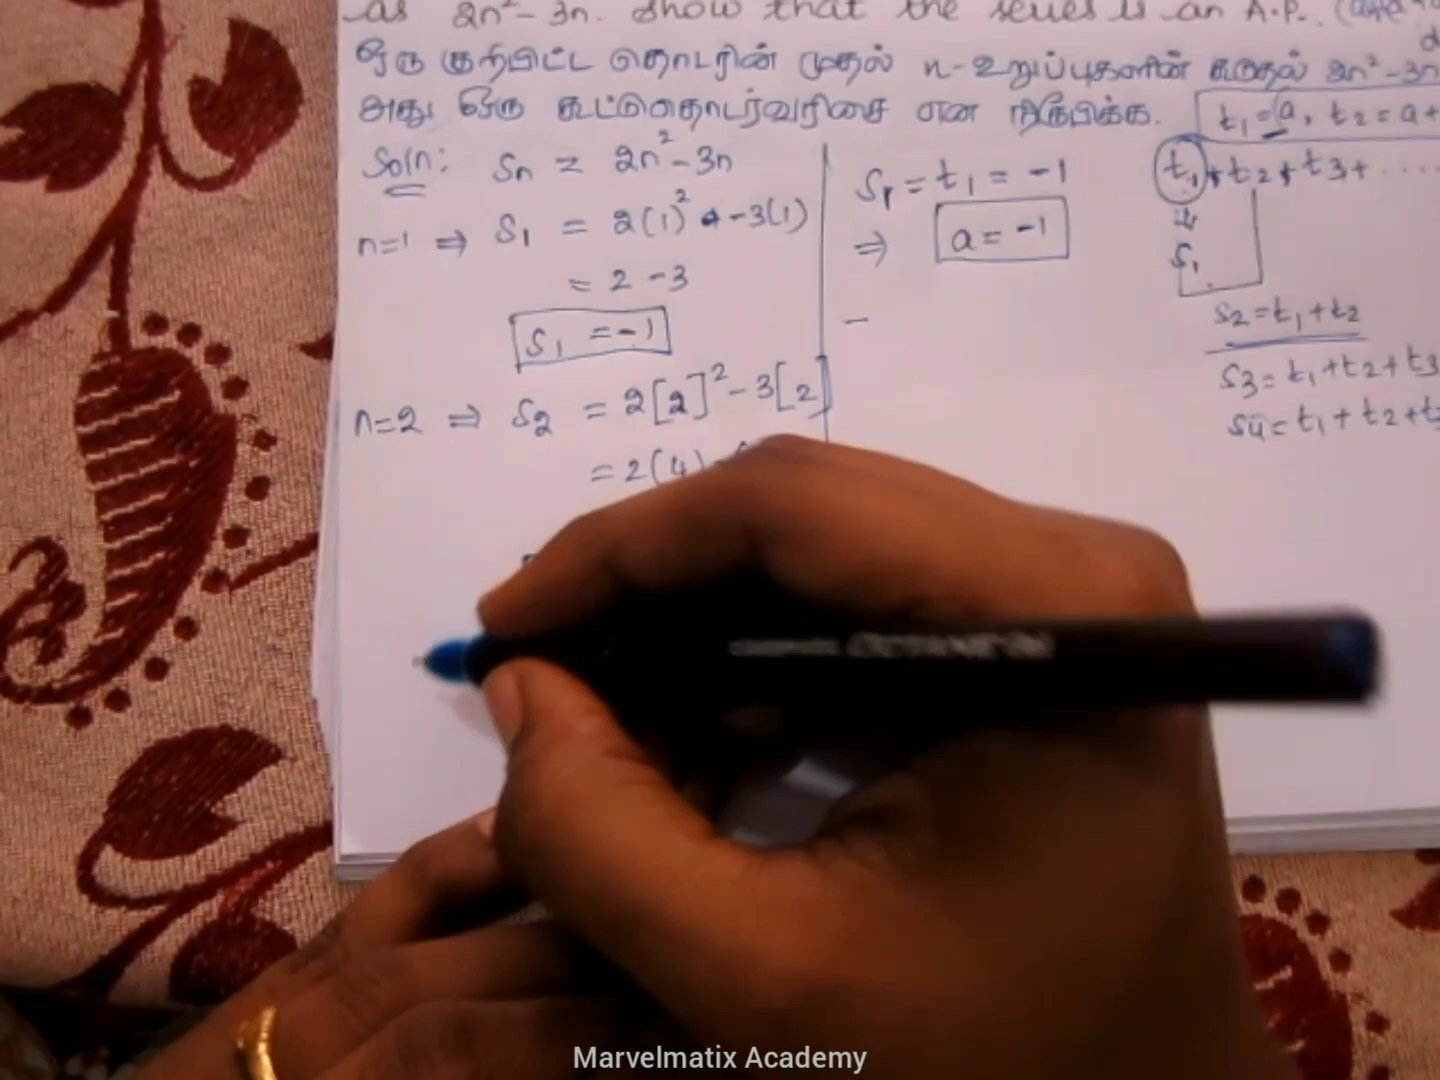 as 2n² - 3n. Show that the series is an A.P.
ஒரு குறிப்பிட்ட தொடரின் முதல் n-உறுப்புகளின் கூடுதல் 2n² - 3n
அது ஒரு கூட்டுதொடர்வரிசை என நிரூபிக்க.
t₁ = a, t₂ = a +
Soln: Sn = 2n² - 3n
n=1 ⇒ S₁ = 2(1)² - 3(1)
= 2 - 3
S₁ = -1
n=2 ⇒ S₂ = 2[2]² - 3[2]
= 2(4) -
S₁ = t₁ = -1
⇒ a = -1
t₁ + t₂ + t₃ + ....
S₁
S₂ = t₁ + t₂
S₃ = t₁ + t₂ + t₃
S₄ = t₁ + t₂ + t₃
OCTANE
Marvelmatix Academy